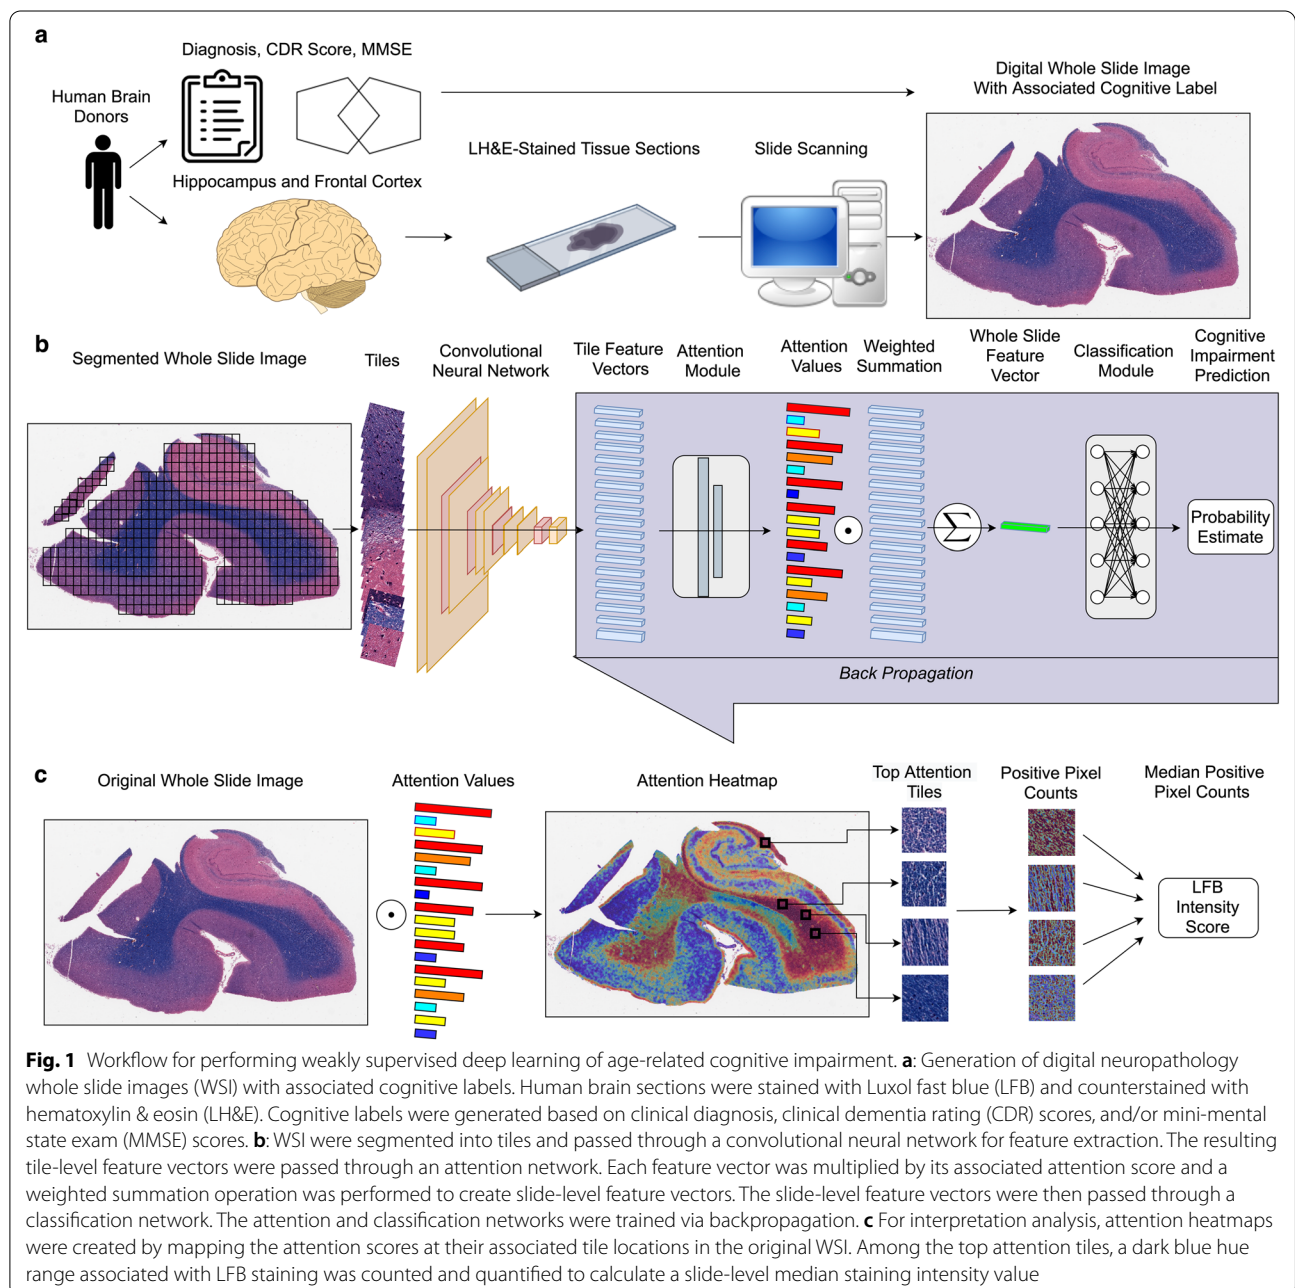 a
Diagnosis, CDR Score, MMSE
Human Brain
Donors
Hippocampus and Frontal Cortex
LH&E-Stained Tissue Sections
Slide Scanning
Digital Whole Slide Image
With Associated Cognitive Label
b
Segmented Whole Slide Image
Tiles
Convolutional
Neural Network
Tile Feature
Vectors
Attention
Module
Attention
Values
Weighted
Summation
Whole Slide
Feature
Vector
Classification
Module
Cognitive
Impairment
Prediction
Σ
Probability
Estimate
Back Propagation
c
Original Whole Slide Image
Attention Values
Attention Heatmap
Top Attention
Tiles
Positive Pixel
Counts
Median Positive
Pixel Counts
LFB
Intensity
Score
Fig. 1 Workflow for performing weakly supervised deep learning of age-related cognitive impairment. a: Generation of digital neuropathology
whole slide images (WSI) with associated cognitive labels. Human brain sections were stained with Luxol fast blue (LFB) and counterstained with
hematoxylin & eosin (LH&E). Cognitive labels were generated based on clinical diagnosis, clinical dementia rating (CDR) scores, and/or mini-mental
state exam (MMSE) scores. b: WSI were segmented into tiles and passed through a convolutional neural network for feature extraction. The resulting
tile-level feature vectors were passed through an attention network. Each feature vector was multiplied by its associated attention score and a
weighted summation operation was performed to create slide-level feature vectors. The slide-level feature vectors were then passed through a
classification network. The attention and classification networks were trained via backpropagation. c For interpretation analysis, attention heatmaps
were created by mapping the attention scores at their associated tile locations in the original WSI. Among the top attention tiles, a dark blue hue
range associated with LFB staining was counted and quantified to calculate a slide-level median staining intensity value